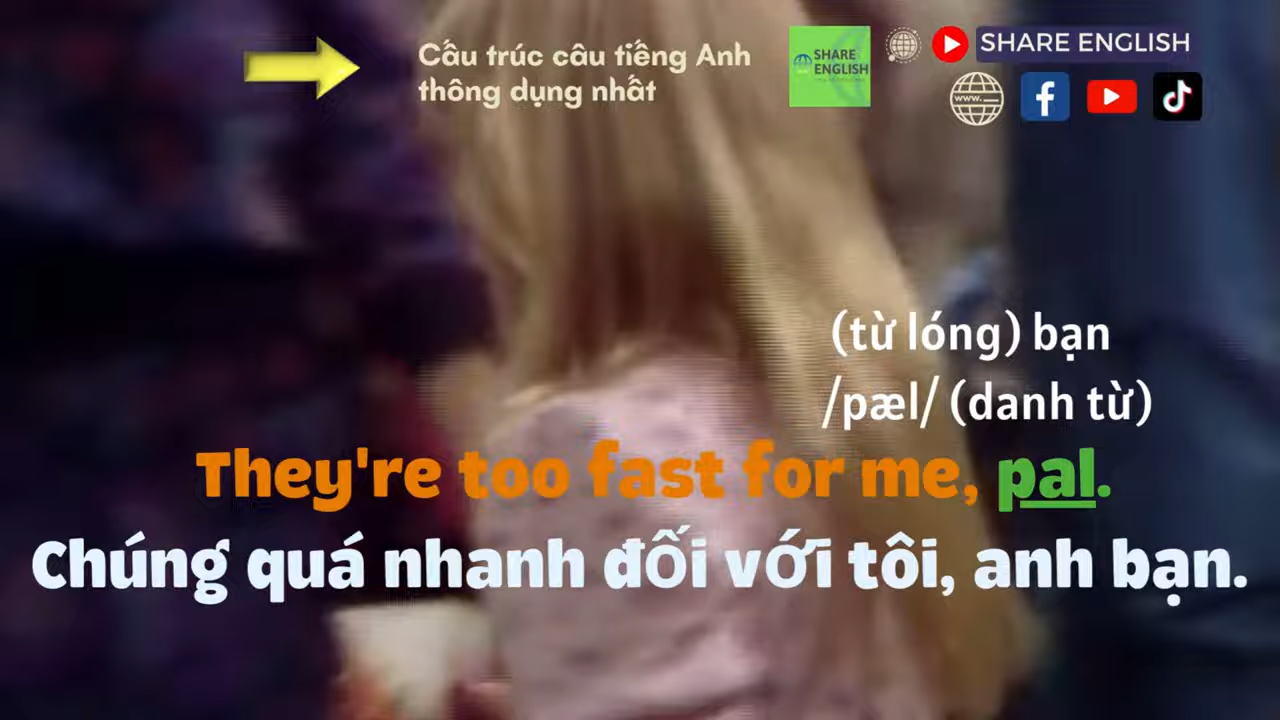 Cấu trúc câu tiếng Anh
thông dụng nhất
SHARE
ENGLISH
SHARE ENGLISH
www.
(từ lóng) bạn
/pæl/ (danh từ)
They're too fast for me, pal.
Chúng quá nhanh đối với tôi, anh bạn.